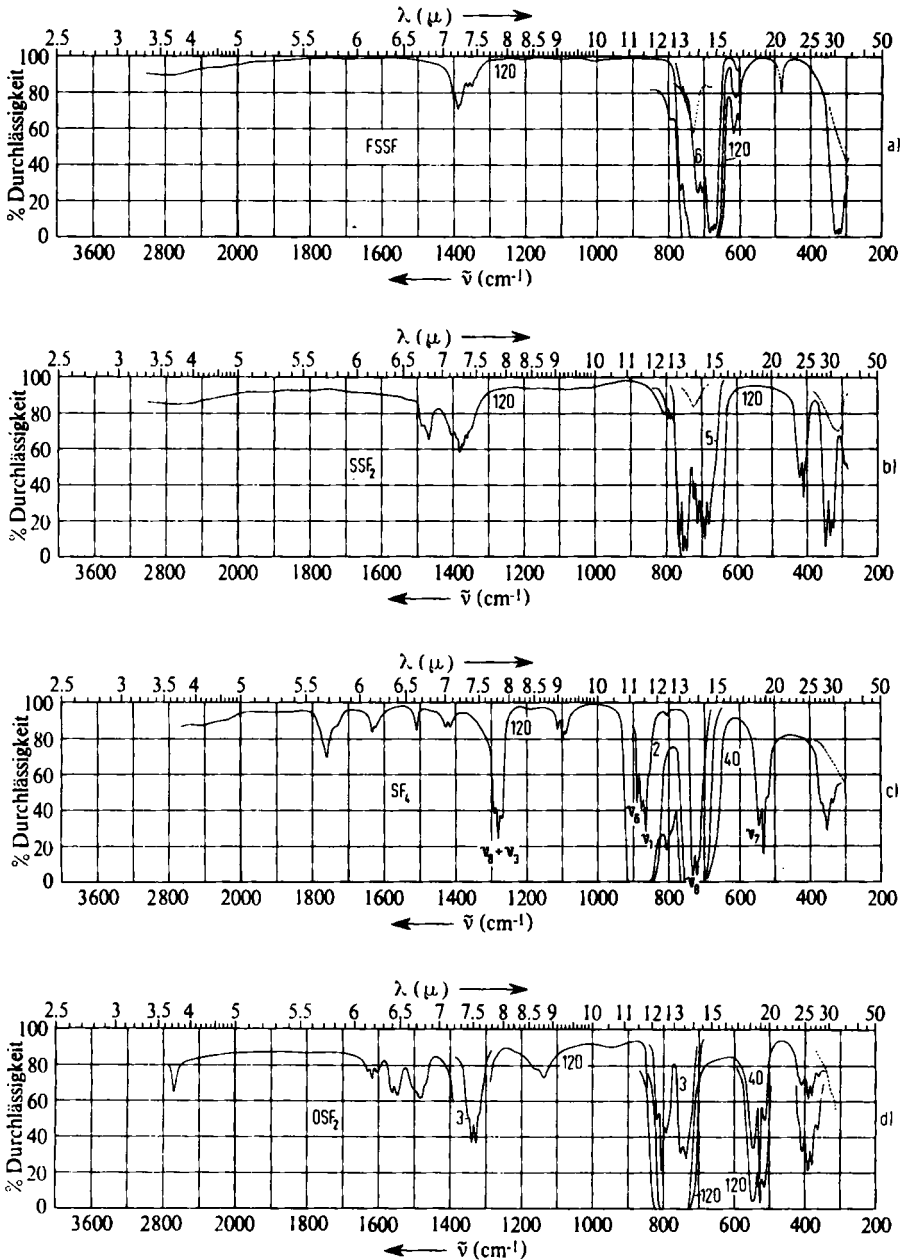 λ (μ) ⟶
2.5 3 3.5 4 5 5.5 6 6.5 7 7.5 8 8.5 9 10 11 12 13 15 20 25 30 50
% Durchlässigkeit
100
80
60
40
20
0
120
FSSF
6
120
a)
3600 2800 2000 1800 1600 1400 1200 1000 800 600 400 200
⟵ ṽ (cm⁻¹)
λ (μ) ⟶
2.5 3 3.5 4 5 5.5 6 6.5 7 7.5 8 8.5 9 10 11 12 13 15 20 25 30 50
% Durchlässigkeit
100
80
60
40
20
0
120
SSF₂
5
120
b)
3600 2800 2000 1800 1600 1400 1200 1000 800 600 400 200
⟵ ṽ (cm⁻¹)
λ (μ) ⟶
2.5 3 3.5 4 5 5.5 6 6.5 7 7.5 8 8.5 9 10 11 12 13 15 20 25 30 50
% Durchlässigkeit
100
80
60
40
20
0
120
2
40
SF₄
c)
ν₆
ν₁
ν₇
ν₈ + ν₃
ν₈
3600 2800 2000 1800 1600 1400 1200 1000 800 600 400 200
⟵ ṽ (cm⁻¹)
λ (μ) ⟶
2.5 3 3.5 4 5 5.5 6 6.5 7 7.5 8 8.5 9 10 11 12 13 15 20 25 30 50
% Durchlässigkeit
100
80
60
40
20
0
120
3
40
OSF₂
3
d)
120
120
3600 2800 2000 1800 1600 1400 1200 1000 800 600 400 200
⟵ ṽ (cm⁻¹)